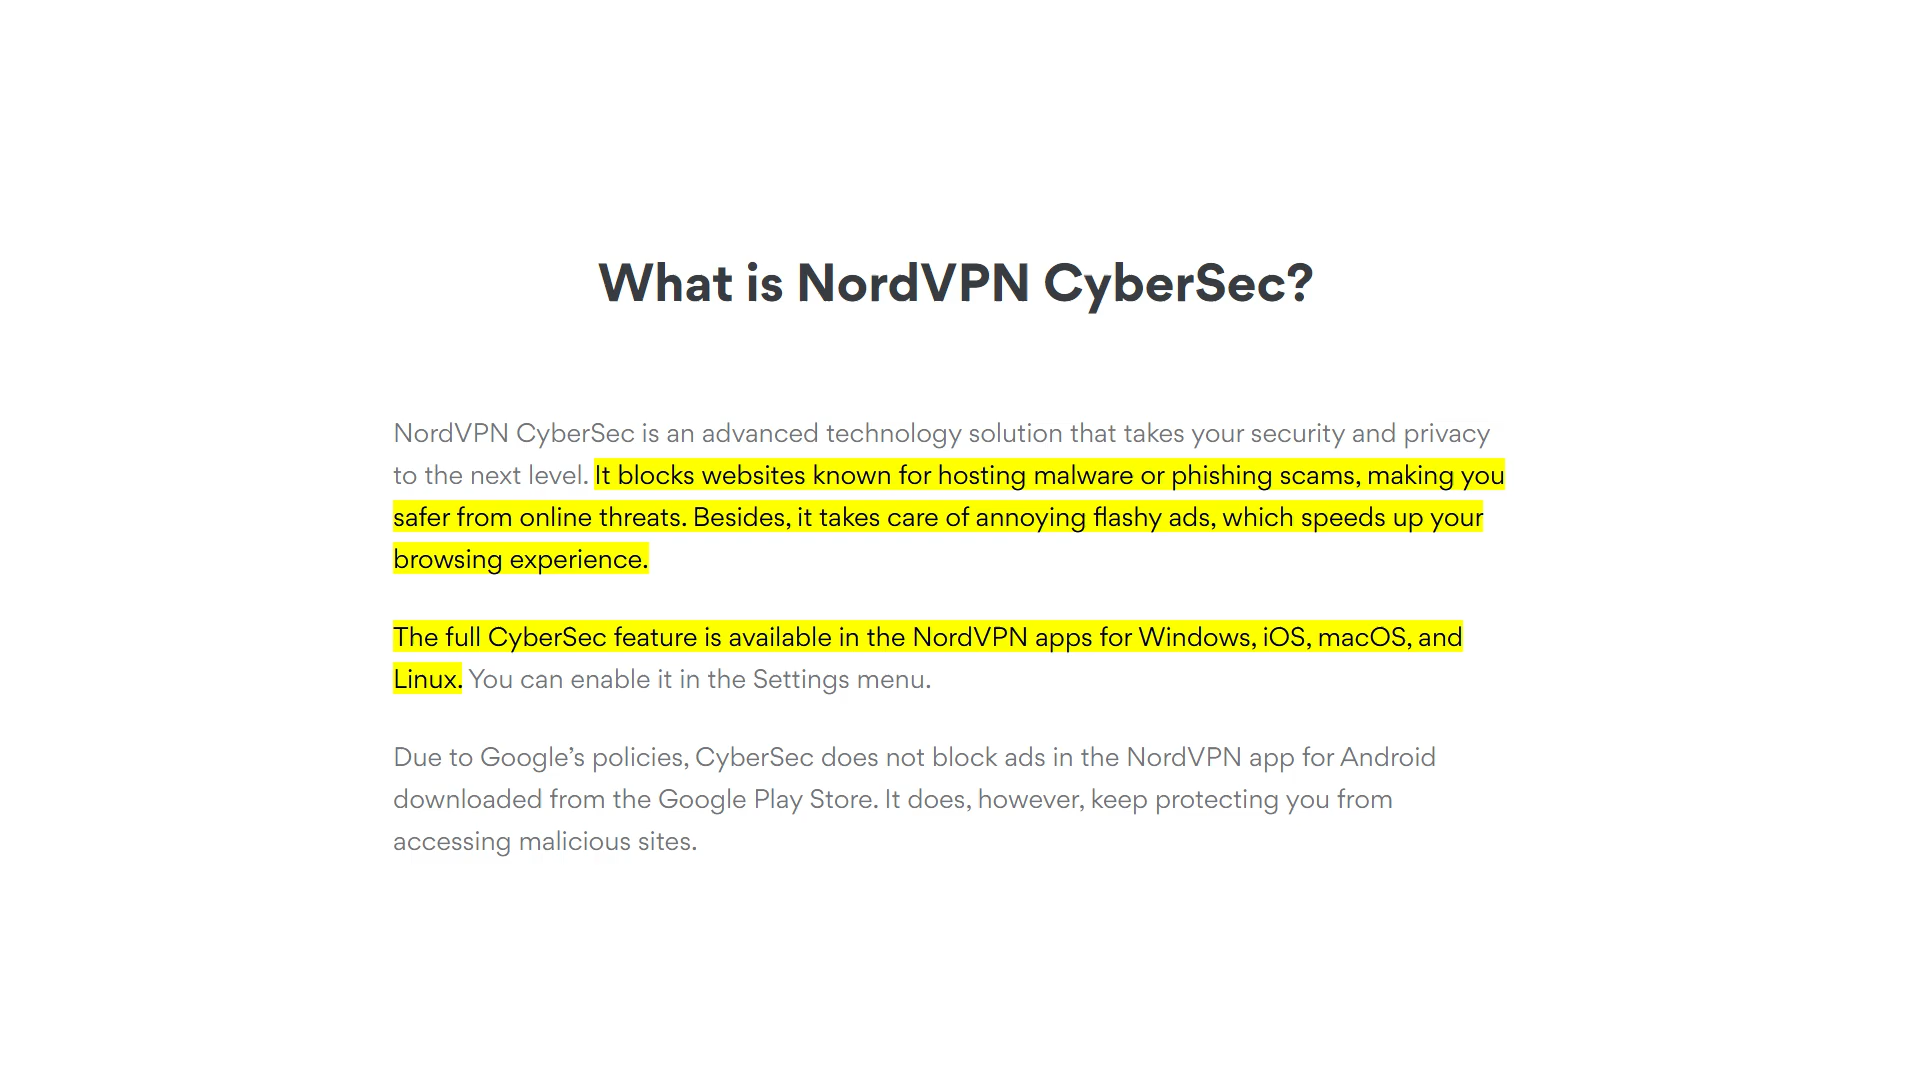 What is NordVPN CyberSec?
NordVPN CyberSec is an advanced technology solution that takes your security and privacy
to the next level. It blocks websites known for hosting malware or phishing scams, making you
safer from online threats. Besides, it takes care of annoying flashy ads, which speeds up your
browsing experience.
The full CyberSec feature is available in the NordVPN apps for Windows, iOS, macOS, and
Linux. You can enable it in the Settings menu.
Due to Google’s policies, CyberSec does not block ads in the NordVPN app for Android
downloaded from the Google Play Store. It does, however, keep protecting you from
accessing malicious sites.